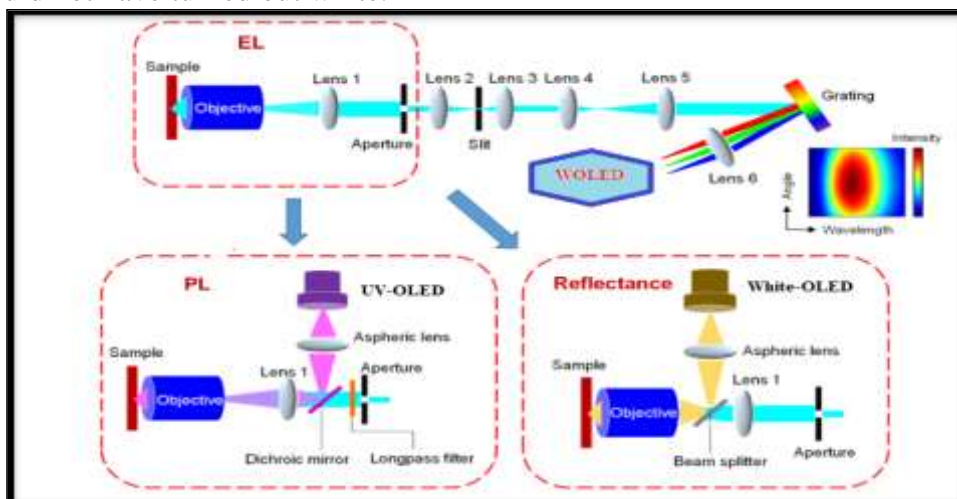 EL
Sample
Objective
Lens 1
Aperture
Lens 2
Slit
Lens 3
Lens 4
Lens 5
Grating
Lens 6
WOLED
Intensity
Angle
Wavelength
PL
UV-OLED
Aspheric lens
Sample
Objective
Lens 1
Aperture
Dichroic mirror
Longpass filter
Reflectance
White-OLED
Aspheric lens
Sample
Objective
Lens 1
Aperture
Beam splitter